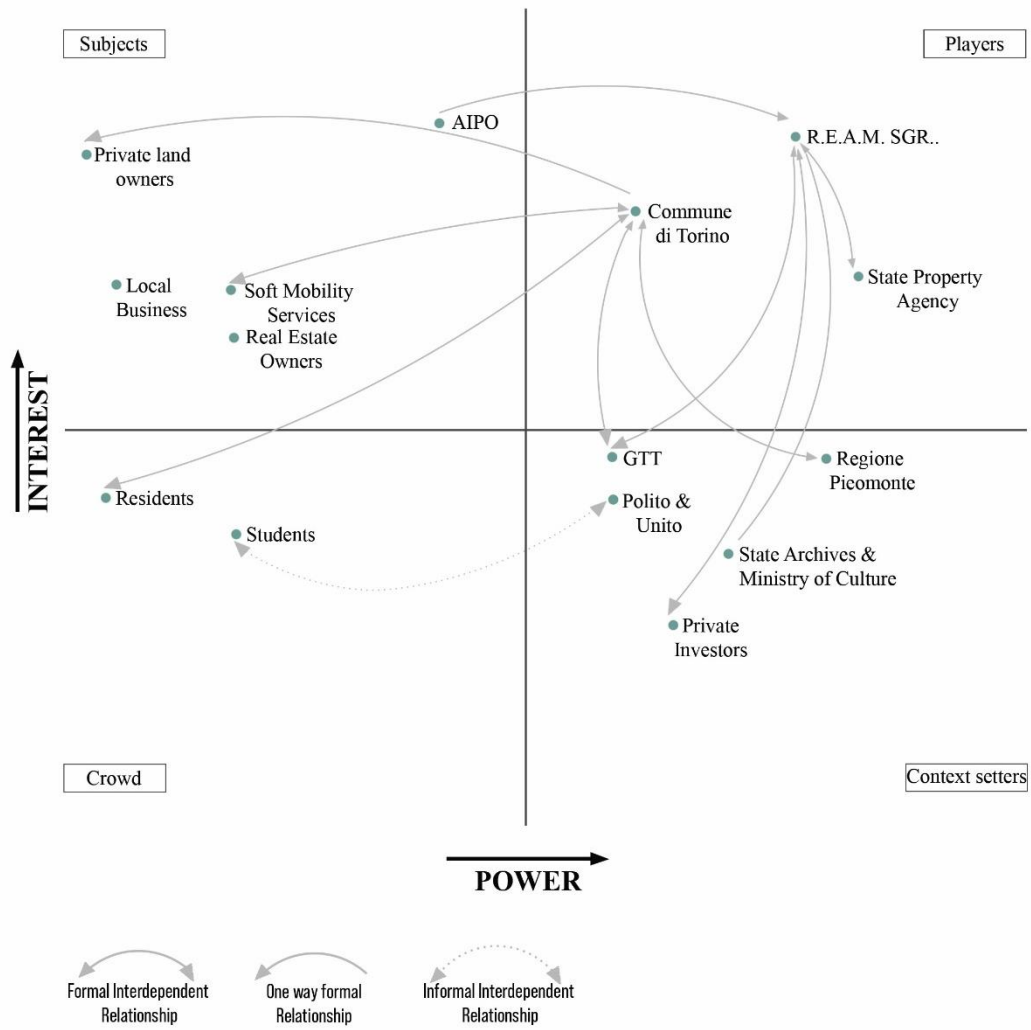 Subjects
Players
AIPO
R.E.A.M. SGR..
Private land
owners
Commune
di Torino
Local
Business
Soft Mobility
Services
State Property
Agency
Real Estate
Owners
INTEREST
GTT
Regione
Picomonte
Residents
Polito &
Unito
Students
State Archives &
Ministry of Culture
Private
Investors
Crowd
Context setters
POWER
Formal Interdependent
Relationship
One way formal
Relationship
Informal Interdependent
Relationship